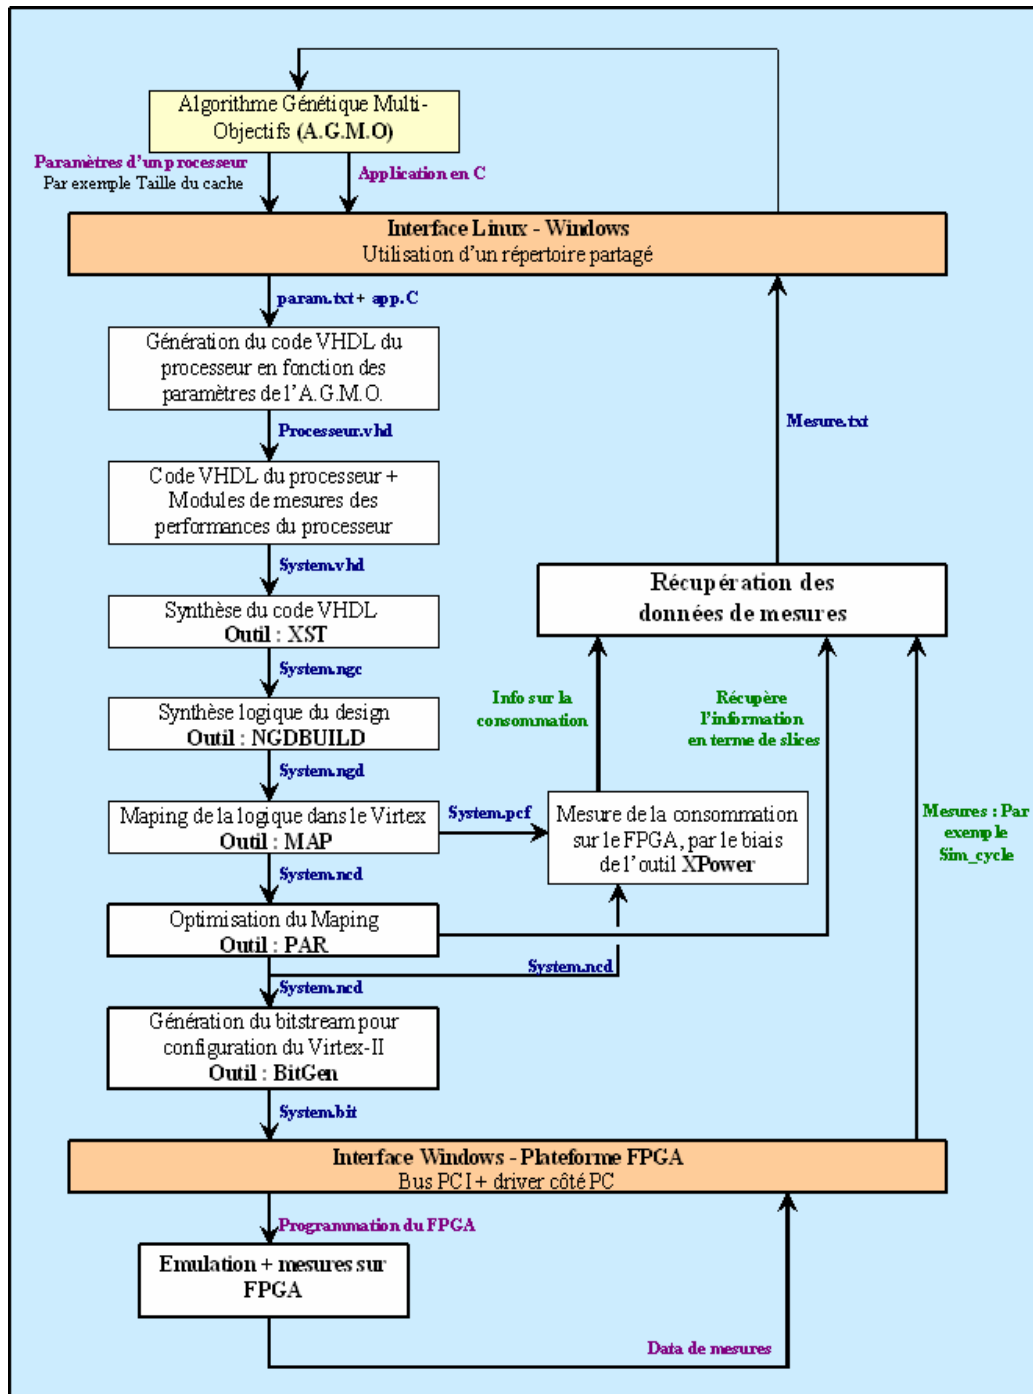 Algorithme Génétique Multi-
Objectifs (A.G.M.O)
Paramètres d'un processeur
Par exemple Taille du cache
Application en C
Interface Linux - Windows
Utilisation d'un répertoire partagé
param.txt + app.C
Génération du code VHDL du
processeur en fonction des
paramètres de l'A.G.M.O.
Mesure.txt
Processeur.vhd
Code VHDL du processeur +
Modules de mesures des
performances du processeur
System.vhd
Récupération des
données de mesures
Synthèse du code VHDL
Outil : XST
System.ngc
Info sur la
consommation
Récupère
l'information
en terme de slices
Synthèse logique du design
Outil : NGDBUILD
System.ngd
Maping de la logique dans le Virtex
Outil : MAP
System.pcf
Mesure de la consommation
sur le FPGA, par le biais
de l'outil XPower
Mesures : Par
exemple
Sim_cycle
System.ncd
Optimisation du Maping
Outil : PAR
System.ncd
System.ncd
Génération du bitstream pour
configuration du Virtex-II
Outil : BitGen
System.bit
Interface Windows - Plateforme FPGA
Bus PCI + driver côté PC
Programmation du FPGA
Emulation + mesures sur
FPGA
Data de mesures